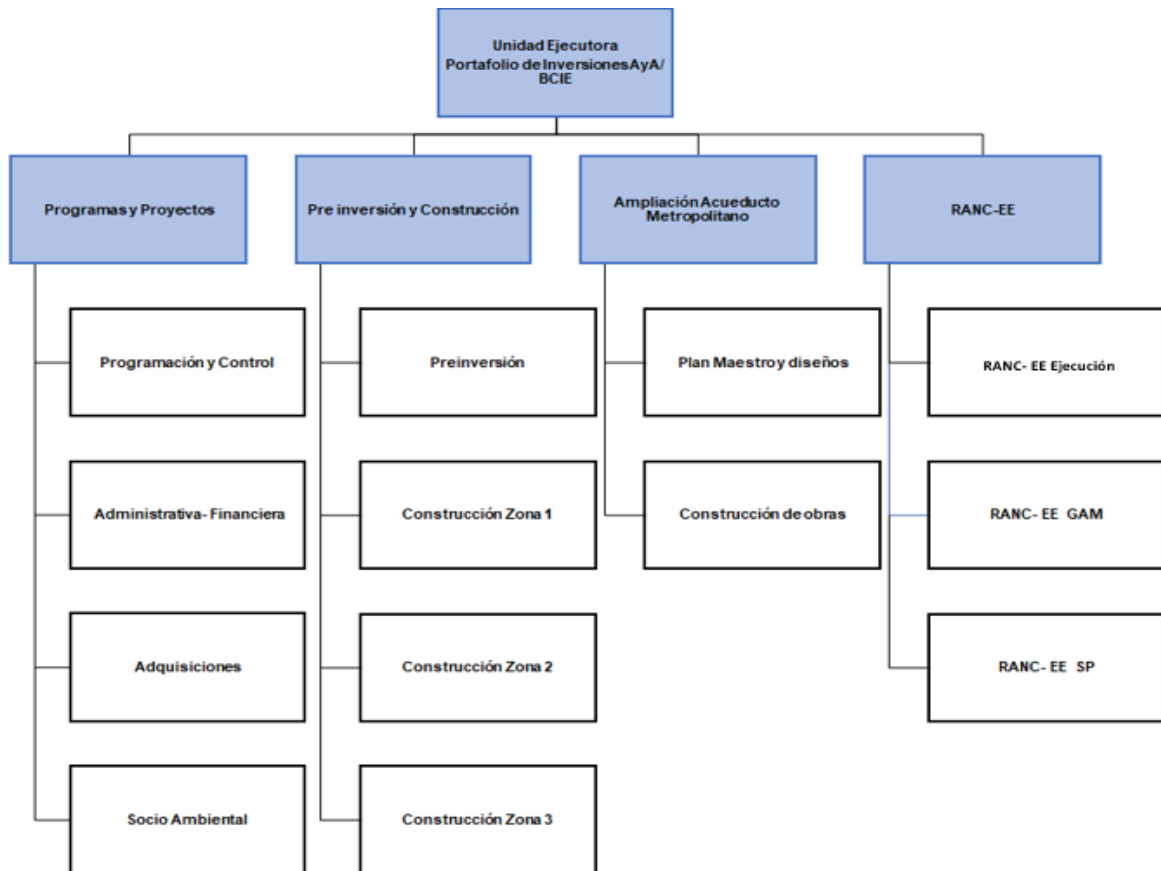 Unidad Ejecutora
Portafolio de Inversiones AyA/
BCIE
Programas y Proyectos
Pre inversión y Construcción
Ampliación Acueducto
Metropolitano
RANC-EE
Programación y Control
Preinversión
Plan Maestro y diseños
RANC- EE Ejecución
Administrativa- Financiera
Construcción Zona 1
Construcción de obras
RANC- EE GAM
Adquisiciones
Construcción Zona 2
RANC- EE SP
Socio Ambiental
Construcción Zona 3